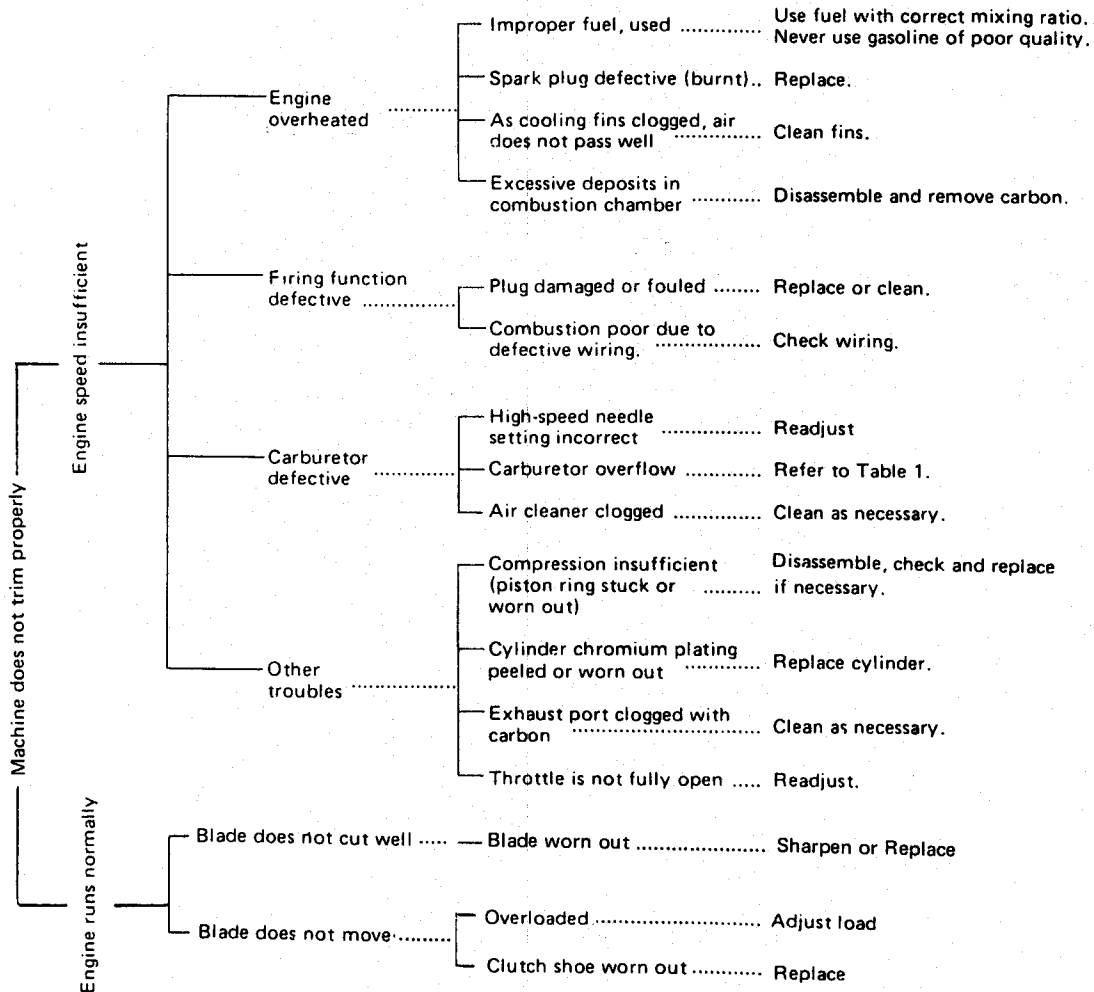 Machine does not trim properly
Engine speed insufficient
Engine
overheated
Improper fuel, used
Use fuel with correct mixing ratio.
Never use gasoline of poor quality.
Spark plug defective (burnt)..
Replace.
As cooling fins clogged, air
does not pass well
Clean fins.
Excessive deposits in
combustion chamber
Disassemble and remove carbon.
Firing function
defective
Plug damaged or fouled
Replace or clean.
Combustion poor due to
defective wiring.
Check wiring.
Carburetor
defective
High-speed needle
setting incorrect
Readjust
Carburetor overflow
Refer to Table 1.
Air cleaner clogged
Clean as necessary.
Other
troubles
Compression insufficient
(piston ring stuck or
worn out)
Disassemble, check and replace
if necessary.
Cylinder chromium plating
peeled or worn out
Replace cylinder.
Exhaust port clogged with
carbon
Clean as necessary.
Throttle is not fully open
Readjust.
Engine runs normally
Blade does not cut well
Blade worn out
Sharpen or Replace
Blade does not move
Overloaded
Adjust load
Clutch shoe worn out
Replace